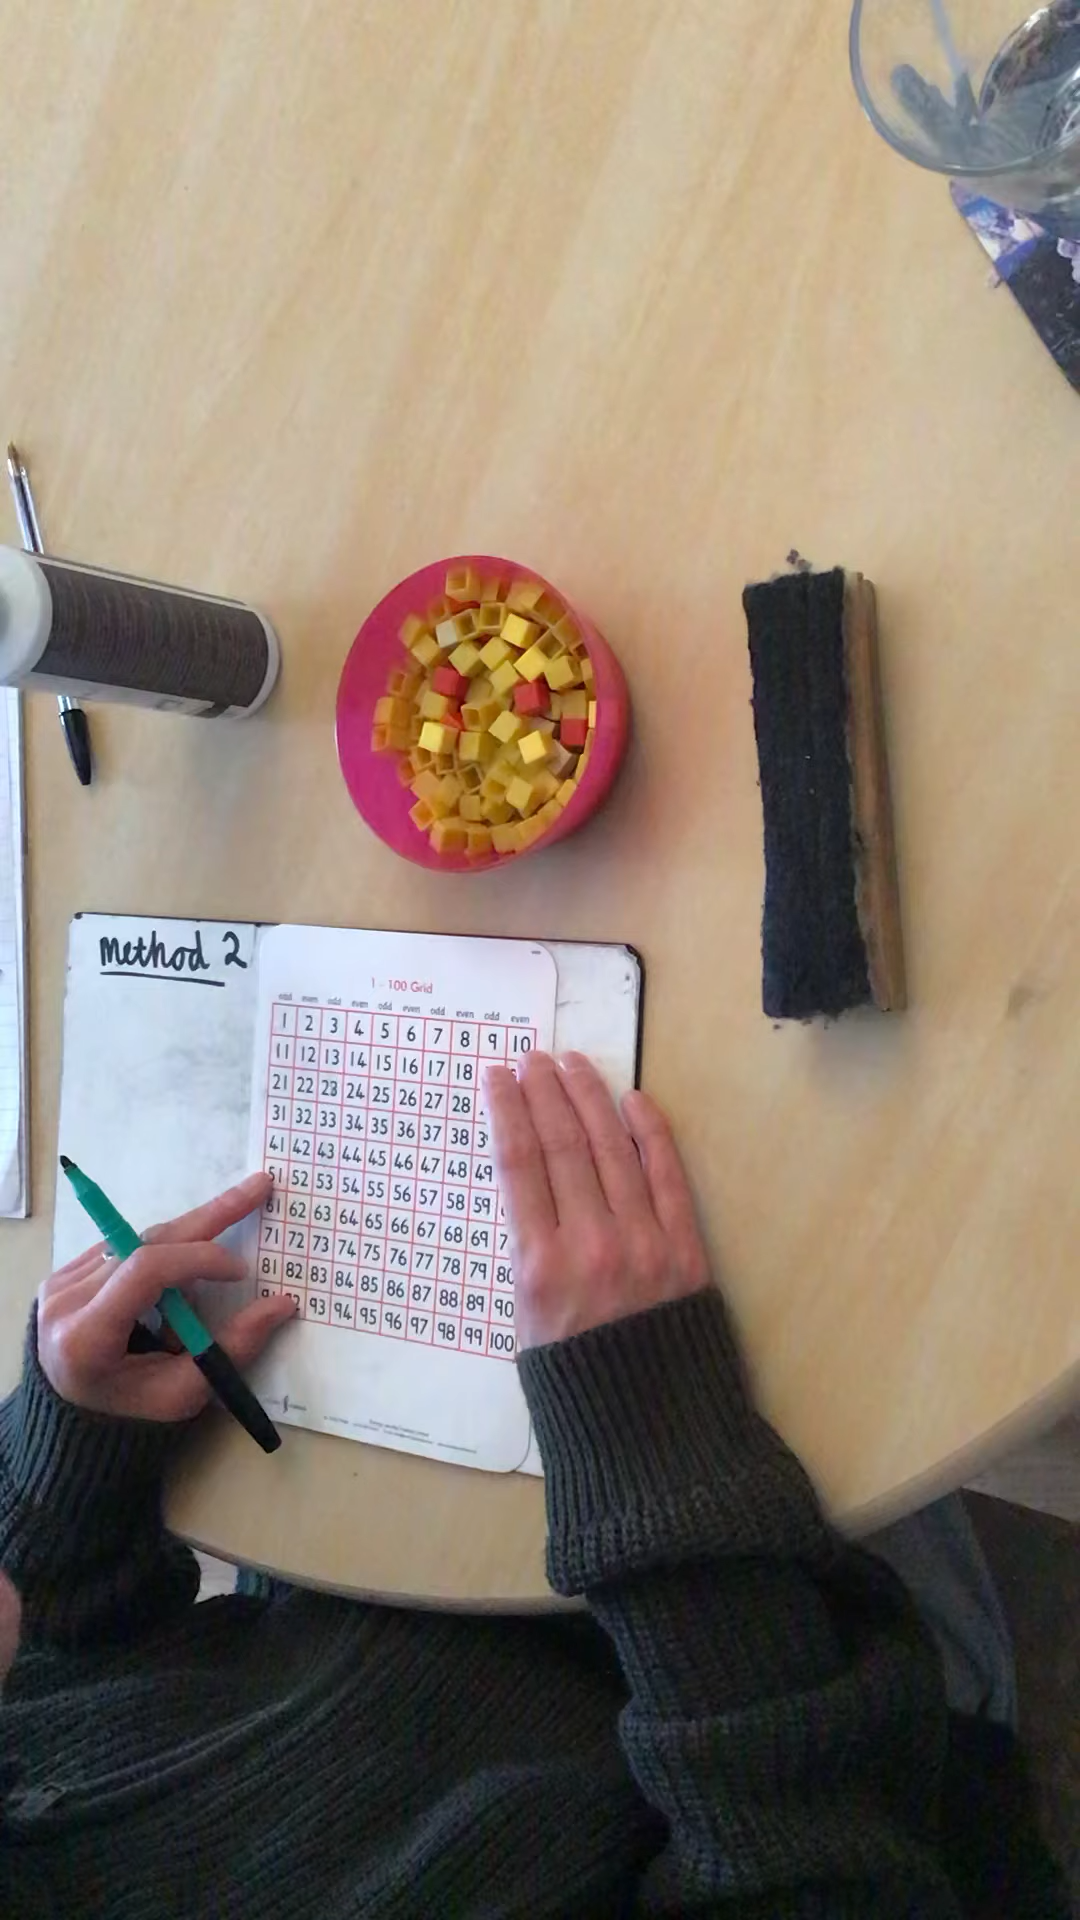 Method 2
1 - 100 Grid
odd even odd even odd even odd even odd even
1 2 3 4 5 6 7 8 9 10
11 12 13 14 15 16 17 18
21 22 23 24 25 26 27 28
31 32 33 34 35 36 37 38
41 42 43 44 45 46 47 48 49
51 52 53 54 55 56 57 58 59
61 62 63 64 65 66 67 68 69
71 72 73 74 75 76 77 78 79 80
81 82 83 84 85 86 87 88 89 90
93 94 95 96 97 98 99 100